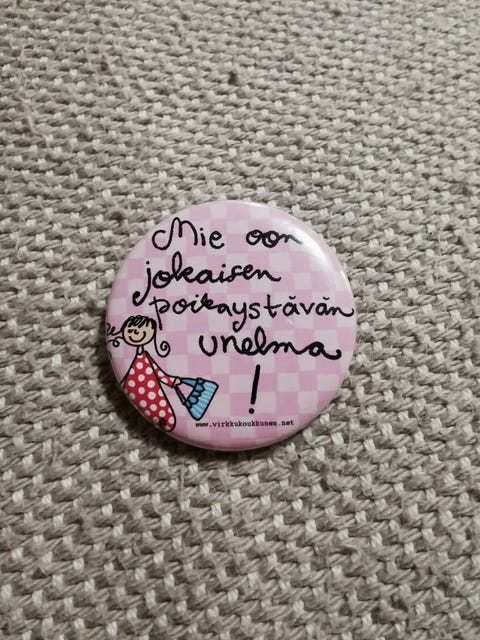 Mie oon
jokaisen
poikaystävän
unelma
!
www.virkkukoukkunen.net